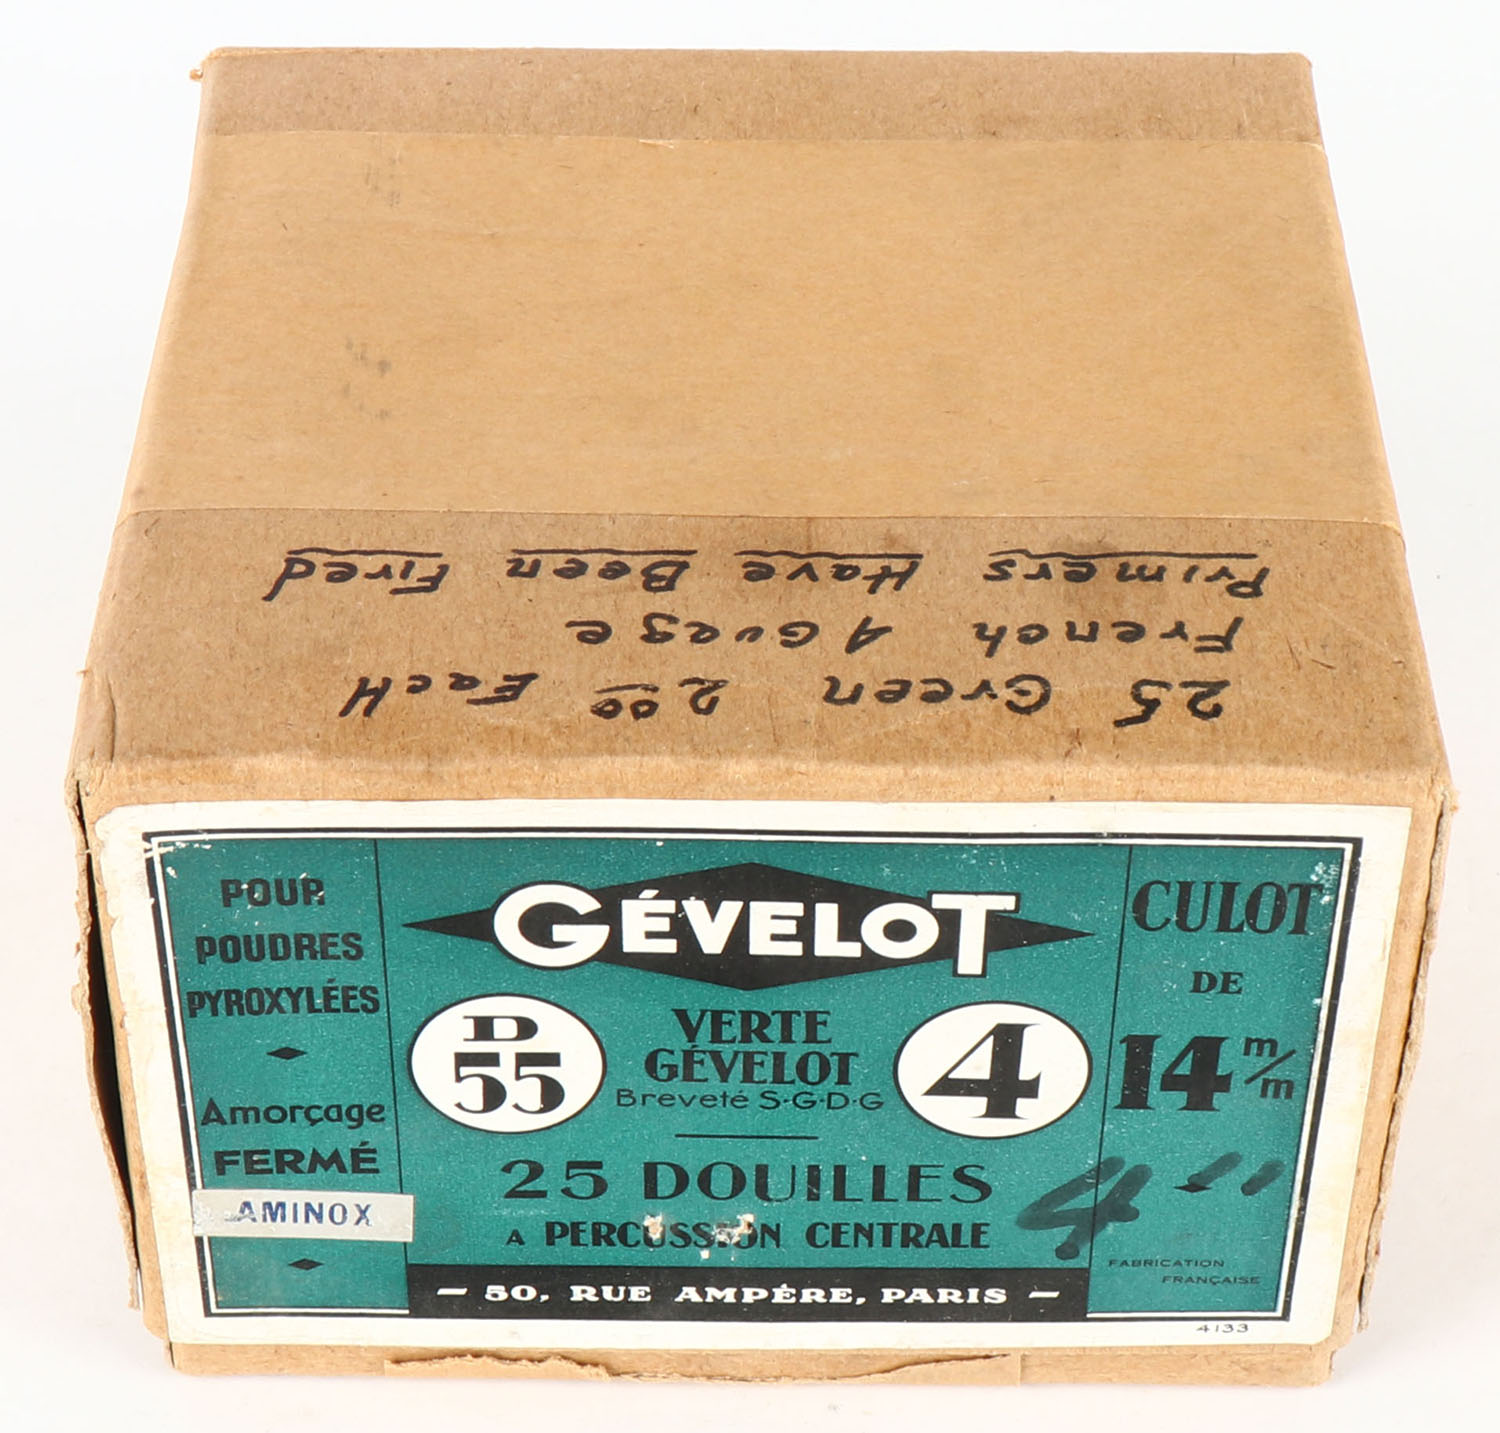 25 Green 2.00 EacH
French 4 Guage
Primers Have Been Fired
POUR
POUDRES
PYROXYLÉES
Amorçage
FERMÉ
AMINOX
GÉVELOT
D
55
VERTE
GÉVELOT
Breveté S·G·D·G
4
25 DOUILLES
A PERCUSSION CENTRALE
– 50, RUE AMPÈRE, PARIS –
CULOT
DE
14 m/m
4"
FABRICATION
FRANÇAISE
4133